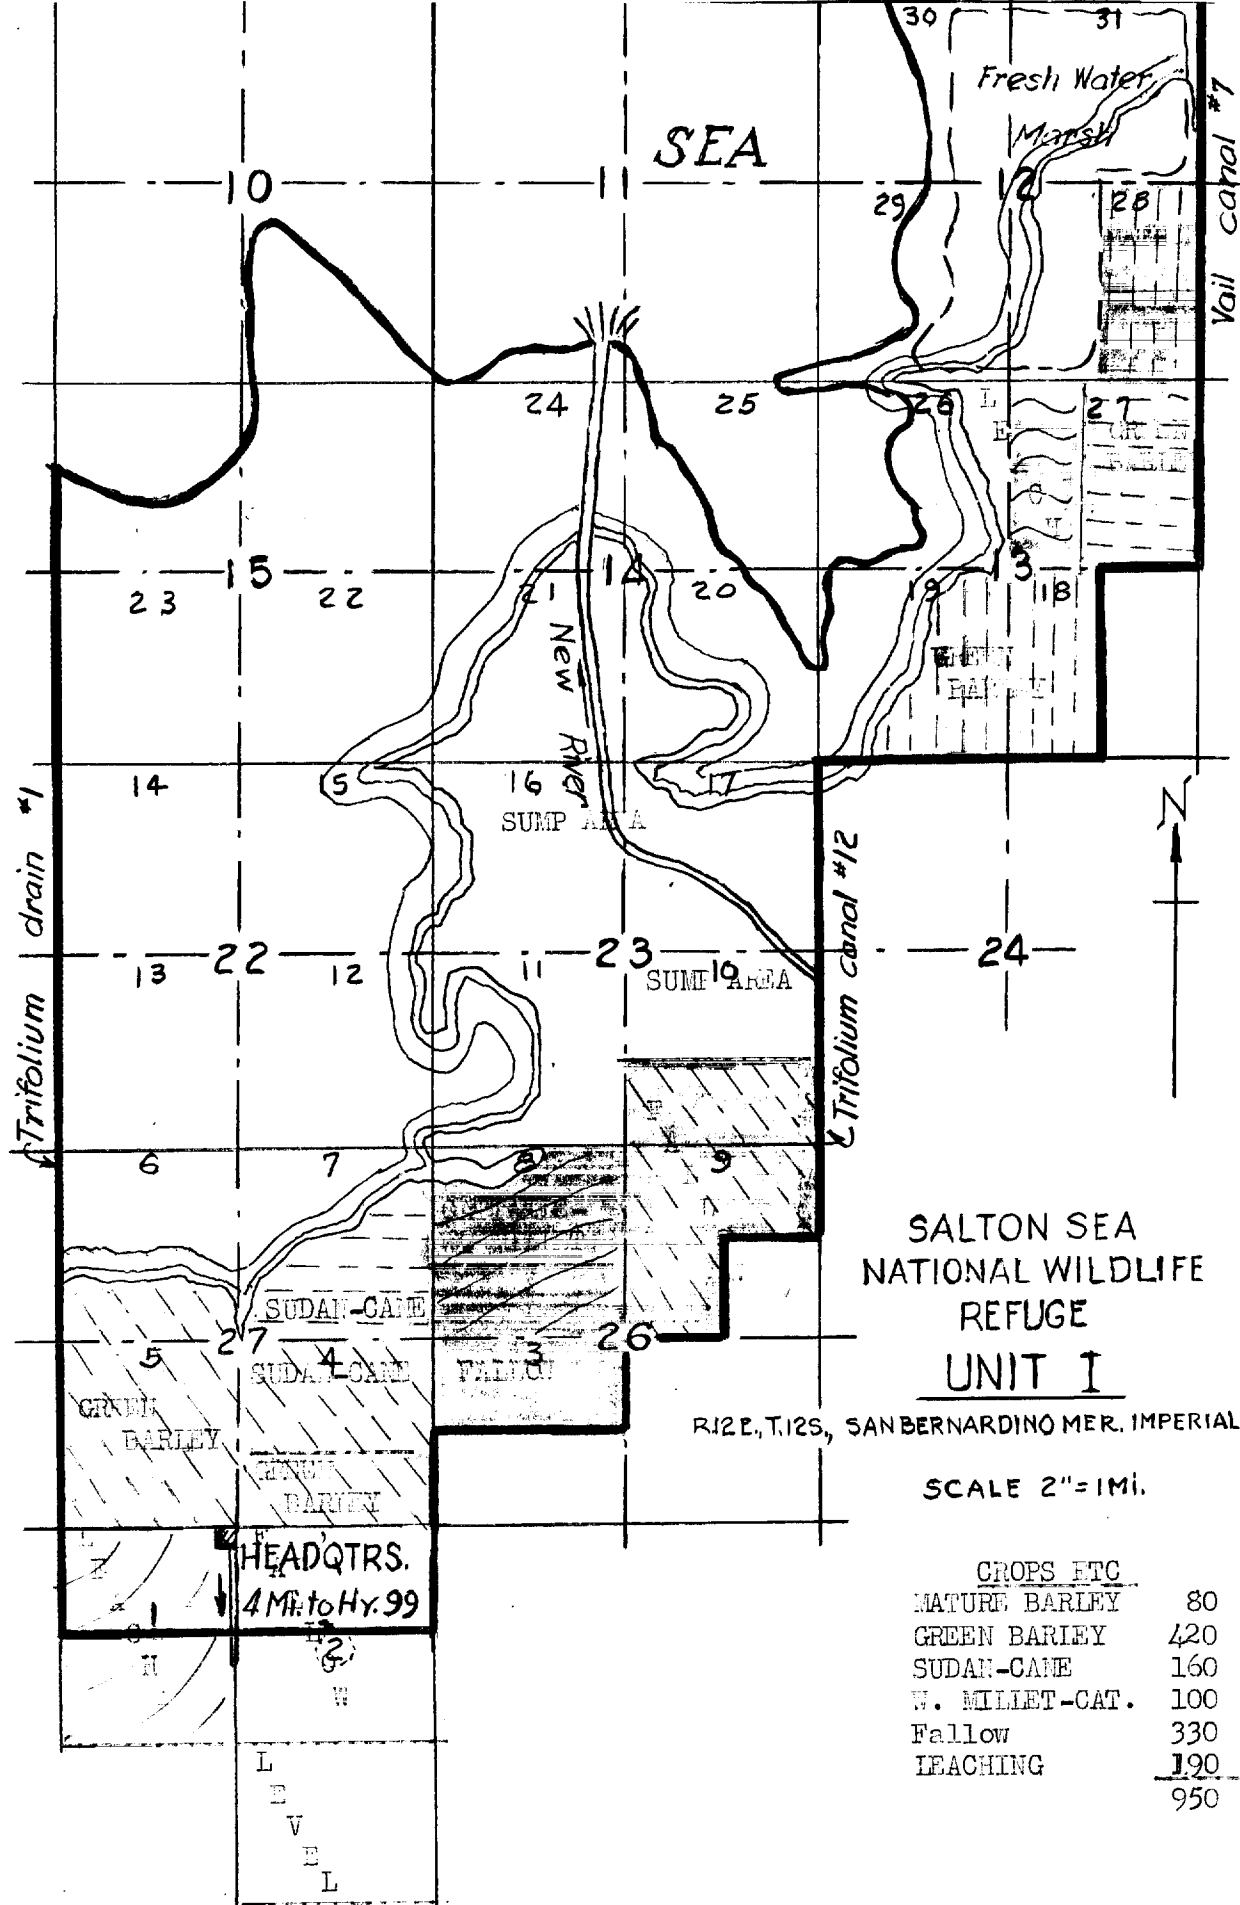 30
31
Fresh Water
Marsh
Vail canal #7
SEA
10
11
12
29
28
24
25
26
27
GREEN
15
14
13
23
22
21
20
19
18
New River
GREEN
BARLEY
14
15
16
17
SUMP AREA
N
Trifolium drain #1
Trifolium canal #12
22
23
24
13
12
11
10
SUMP AREA
6
7
8
9
SUDAN-CANE
27
26
5
4
3
SUDAN-CANE
FALLOW
GREEN
BARLEY
GREEN
BARLEY
HEADQTRS.
4 Mi. to Hy. 99
1
2
W
L
E
V
E
L
SALTON SEA
NATIONAL WILDLIFE
REFUGE
UNIT I
R.12E., T.12S., SAN BERNARDINO MER. IMPERIAL
SCALE 2"=1Mi.
CROPS ETC
MATURE BARLEY 80
GREEN BARLEY 420
SUDAN-CANE 160
W. MILLET-CAT. 100
Fallow 330
LEACHING 190
950